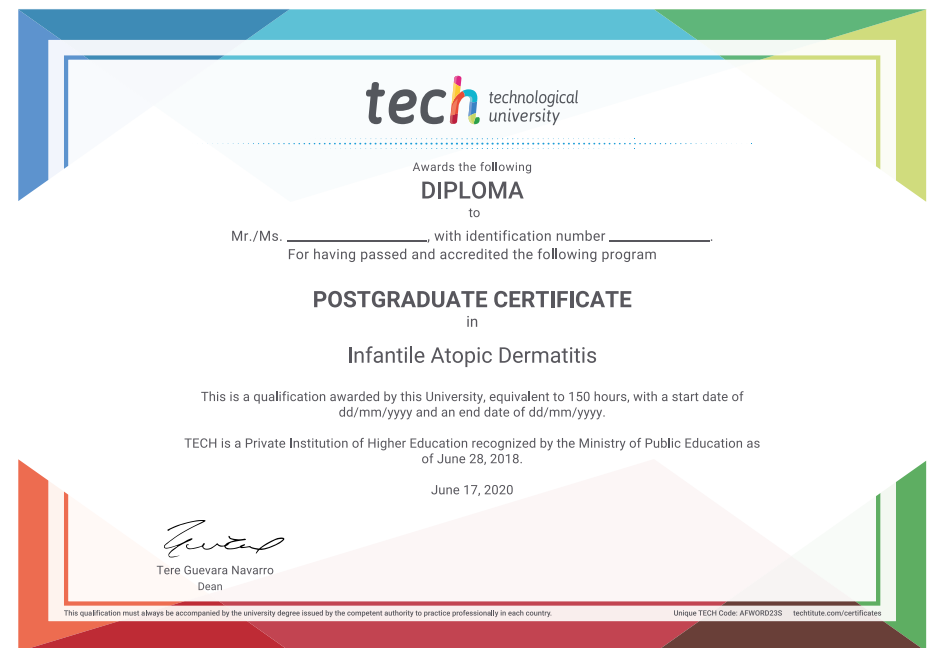 tech technological
university
Awards the following
DIPLOMA
to
Mr./Ms. ____________________, with identification number ______________.
For having passed and accredited the following program
POSTGRADUATE CERTIFICATE
in
Infantile Atopic Dermatitis
This is a qualification awarded by this University, equivalent to 150 hours, with a start date of
dd/mm/yyyy and an end date of dd/mm/yyyy.
TECH is a Private Institution of Higher Education recognized by the Ministry of Public Education as
of June 28, 2018.
June 17, 2020
Tere Guevara Navarro
Dean
This qualification must always be accompanied by the university degree issued by the competent authority to practice professionally in each country.
Unique TECH Code: AFWORD23S techtitute.com/certificates